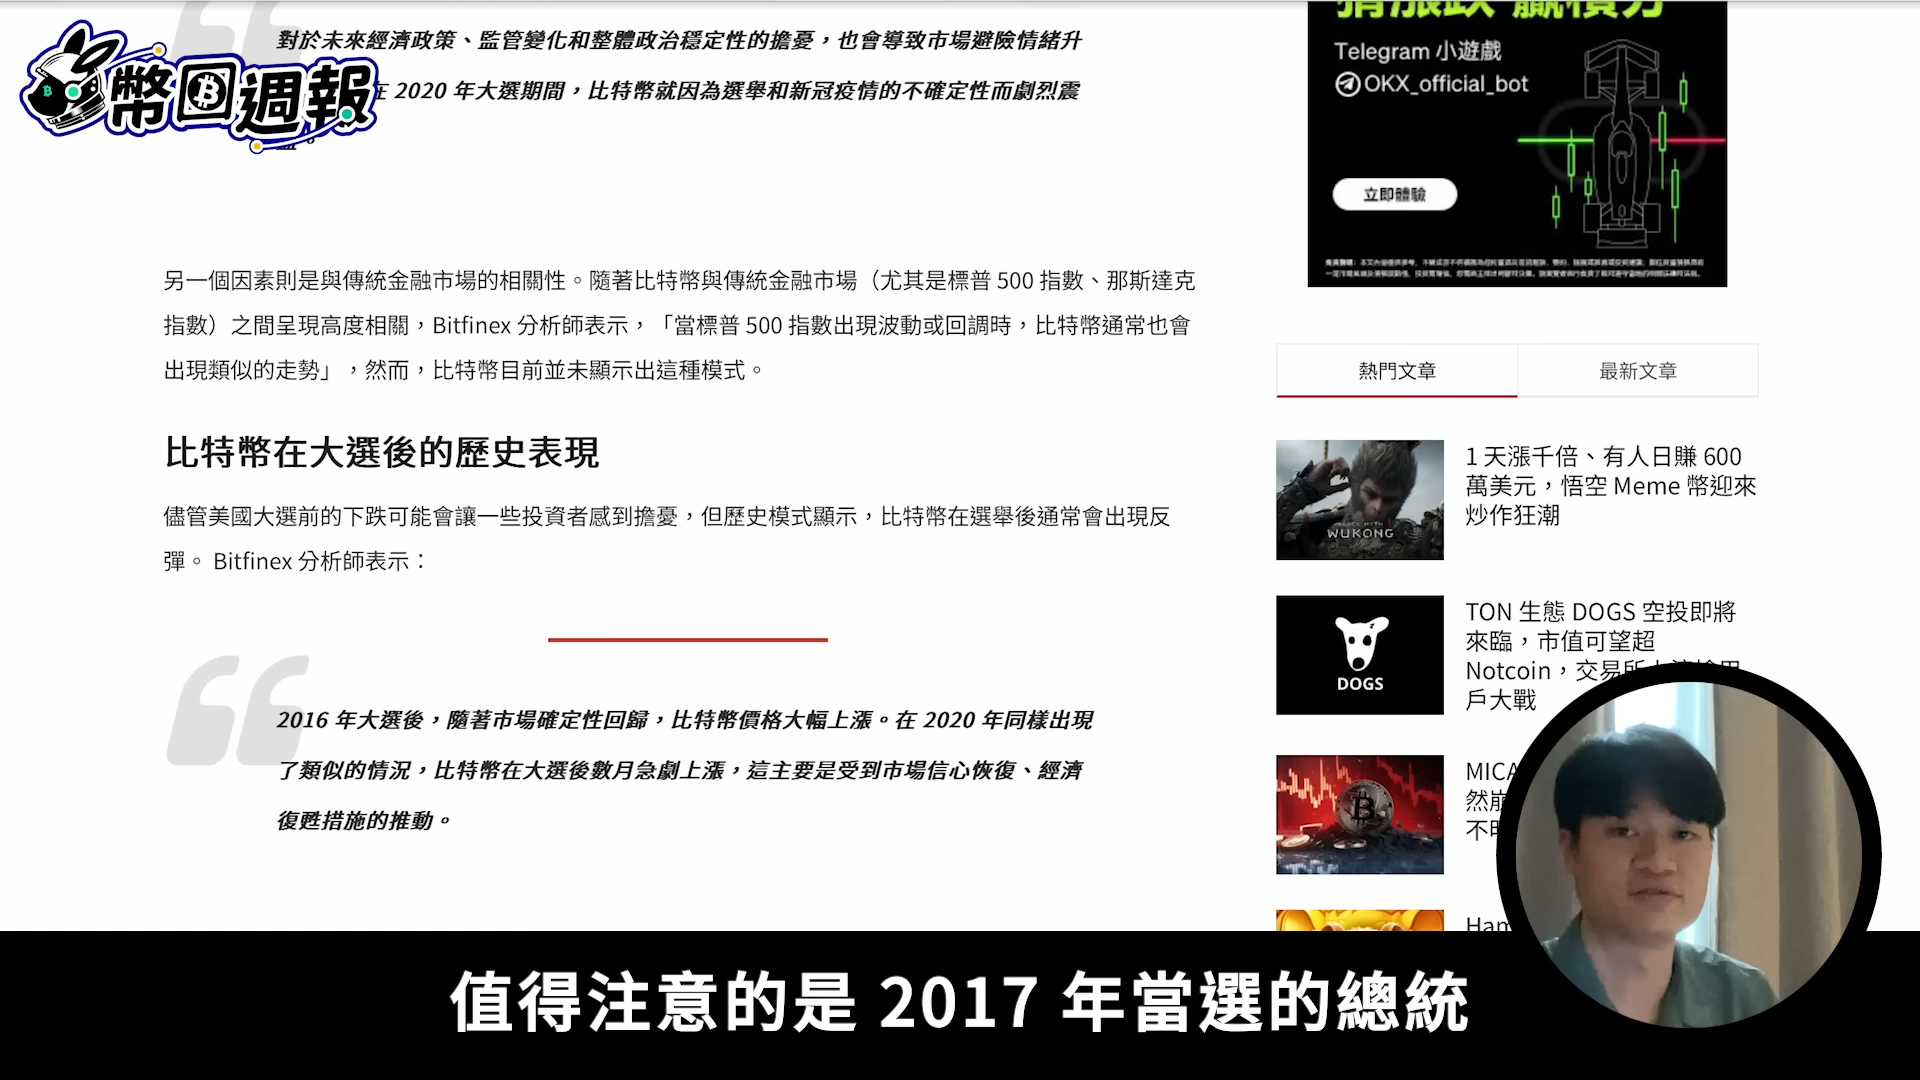 幣回週報
對於未來經濟政策、監管變化和整體政治穩定性的擔憂，也會導致市場避險情緒升
在 2020 年大選期間，比特幣就因為選舉和新冠疫情的不確定性而劇烈震
另一個因素則是與傳統金融市場的相關性。隨著比特幣與傳統金融市場（尤其是標普 500 指數、那斯達克
指數）之間呈現高度相關，Bitfinex 分析師表示，「當標普 500 指數出現波動或回調時，比特幣通常也會
出現類似的走勢」，然而，比特幣目前並未顯示出這種模式。
比特幣在大選後的歷史表現
儘管美國大選前的下跌可能會讓一些投資者感到擔憂，但歷史模式顯示，比特幣在選舉後通常會出現反
彈。 Bitfinex 分析師表示：
2016 年大選後，隨著市場確定性回歸，比特幣價格大幅上漲。在 2020 年同樣出現
了類似的情況，比特幣在大選後數月急劇上漲，這主要是受到市場信心恢復、經濟
復甦措施的推動。
猜漲跌 贏積分
Telegram 小遊戲
OKX_official_bot
立即體驗
熱門文章
最新文章
1 天漲千倍、有人日賺 600
萬美元，悟空 Meme 幣迎來
炒作狂潮
BLACK MYTH
WUKONG
TON 生態 DOGS 空投即將
來臨，市值可望超
Notcoin，交易所
戶大戰
DOGS
MICA
然崩
不
Ham
值得注意的是 2017 年當選的總統